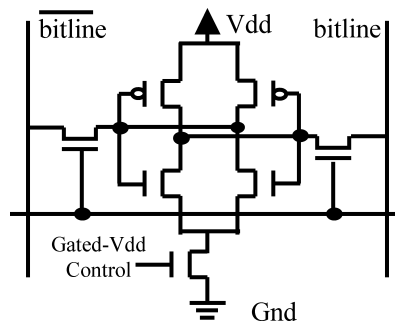 bitline
Vdd
bitline
Gated-Vdd
Control
Gnd